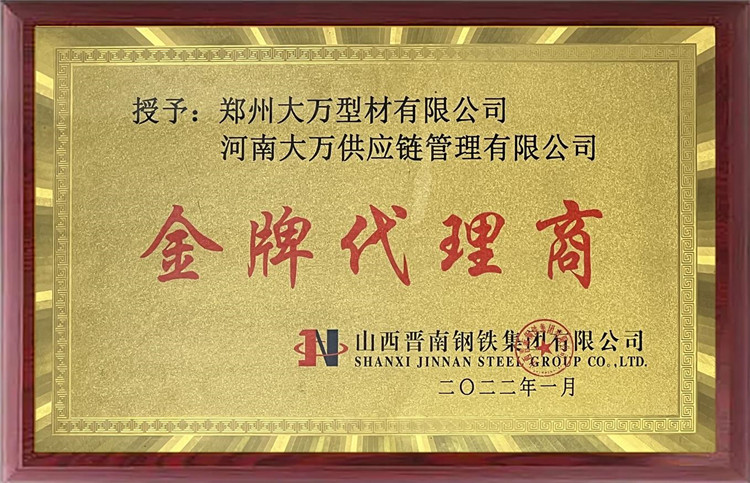 授予：郑州大万型材有限公司
河南大万供应链管理有限公司
金牌代理商
山西晋南钢铁集团有限公司
SHANXI JINNAN STEEL GROUP CO.,LTD.
二〇二二年一月